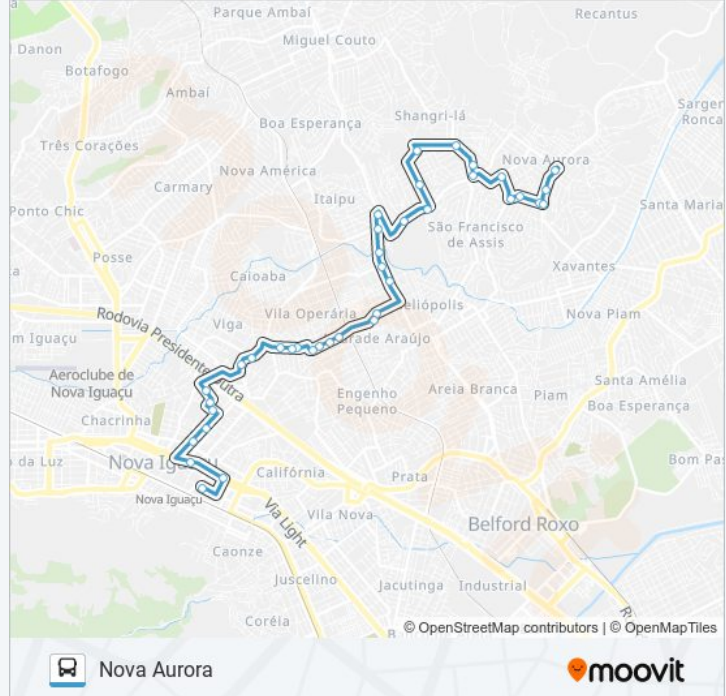 Parque Ambaí
Recantus
Danon
Miguel Couto
Botafogo
Ambaí
Sarger
Ronca
Shangri-lá
Boa Esperança
Três Corações
Nova Aurora
Nova América
Carmary
Itaipu
Santa Maria
Ponto Chic
São Francisco
de Assis
Posse
Xavantes
Caioaba
eliópolis
Rodovia Presidente Dutra
Vila Operária
Nova Piam
Viga
m Iguaçu
drade Araújo
Aeroclube de
Nova Iguaçu
Santa Amélia
Engenho
Pequeno
Areia Branca
Piam
Boa Esperança
Chacrinha
da Luz
Nova Iguaçu
Bom Pas
Califórnia
Prata
Nova Iguaçu
Via Light
Vila Nova
Belford Roxo
Caonze
Juscelino
Jacutinga
Industrial
Coréia
B
R
© OpenStreetMap contributors | © OpenMapTiles
Nova Aurora
moovit